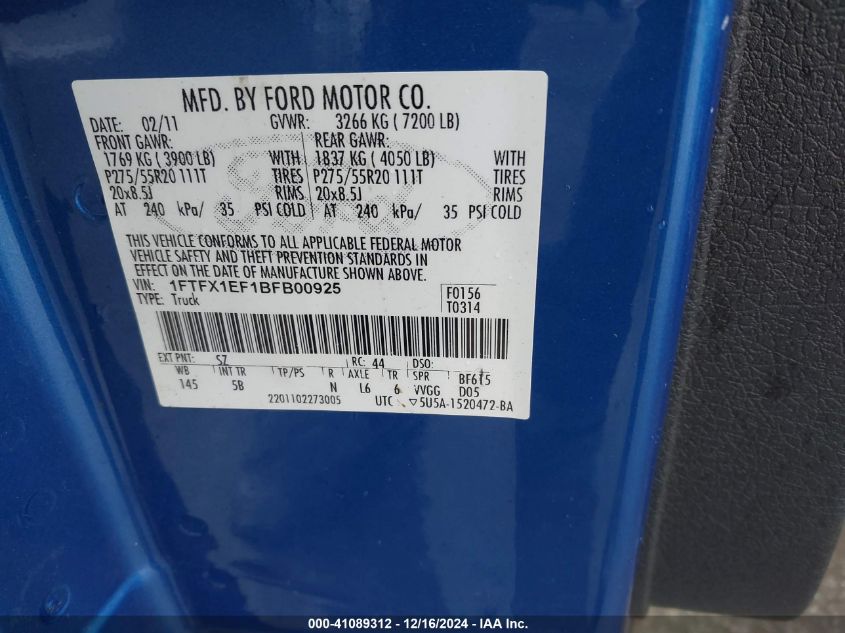 MFD. BY FORD MOTOR CO.
DATE: 02/11 GVWR: 3266 KG ( 7200 LB)
FRONT GAWR: REAR GAWR:
1769 KG ( 3900 LB) WITH 1837 KG ( 4050 LB) WITH
P275/55R20 111T TIRES P275/55R20 111T TIRES
20x8.5J RIMS 20x8.5J RIMS
AT 240 kPa/ 35 PSI COLD AT 240 kPa/ 35 PSI COLD
THIS VEHICLE CONFORMS TO ALL APPLICABLE FEDERAL MOTOR
VEHICLE SAFETY AND THEFT PREVENTION STANDARDS IN
EFFECT ON THE DATE OF MANUFACTURE SHOWN ABOVE.
VIN: 1FTFX1EF1BFB00925 F0156
TYPE: Truck T0314
EXT PNT: SZ RC: 44 DSO:
WB INT TR TP/PS R AXLE TR SPR BF6T5
145 5B N L6 6 VVGG D05
2201102273005 UTC ▽5U5A-1520472-BA
000-41089312 - 12/16/2024 - IAA Inc.